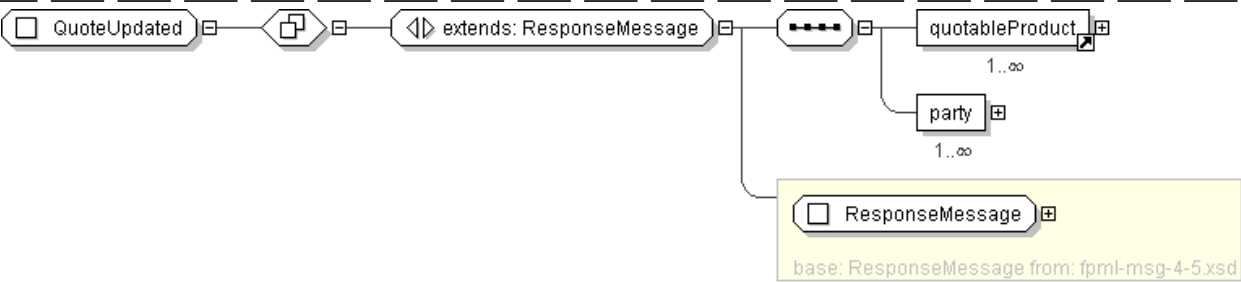 QuoteUpdated
extends: ResponseMessage
quotableProduct
1..∞
party
1..∞
ResponseMessage
base: ResponseMessage from: fpml-msg-4-5.xsd